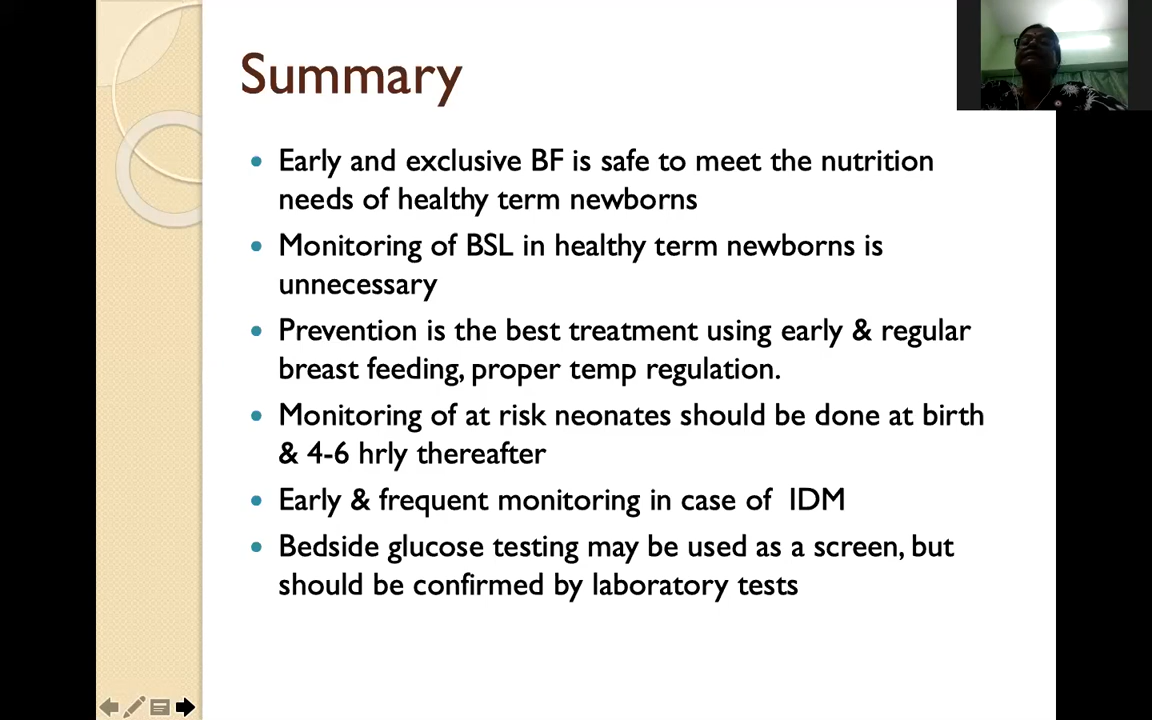 Summary
Early and exclusive BF is safe to meet the nutrition
needs of healthy term newborns
Monitoring of BSL in healthy term newborns is
unnecessary
Prevention is the best treatment using early & regular
breast feeding, proper temp regulation.
Monitoring of at risk neonates should be done at birth
& 4-6 hrly thereafter
Early & frequent monitoring in case of IDM
Bedside glucose testing may be used as a screen, but
should be confirmed by laboratory tests